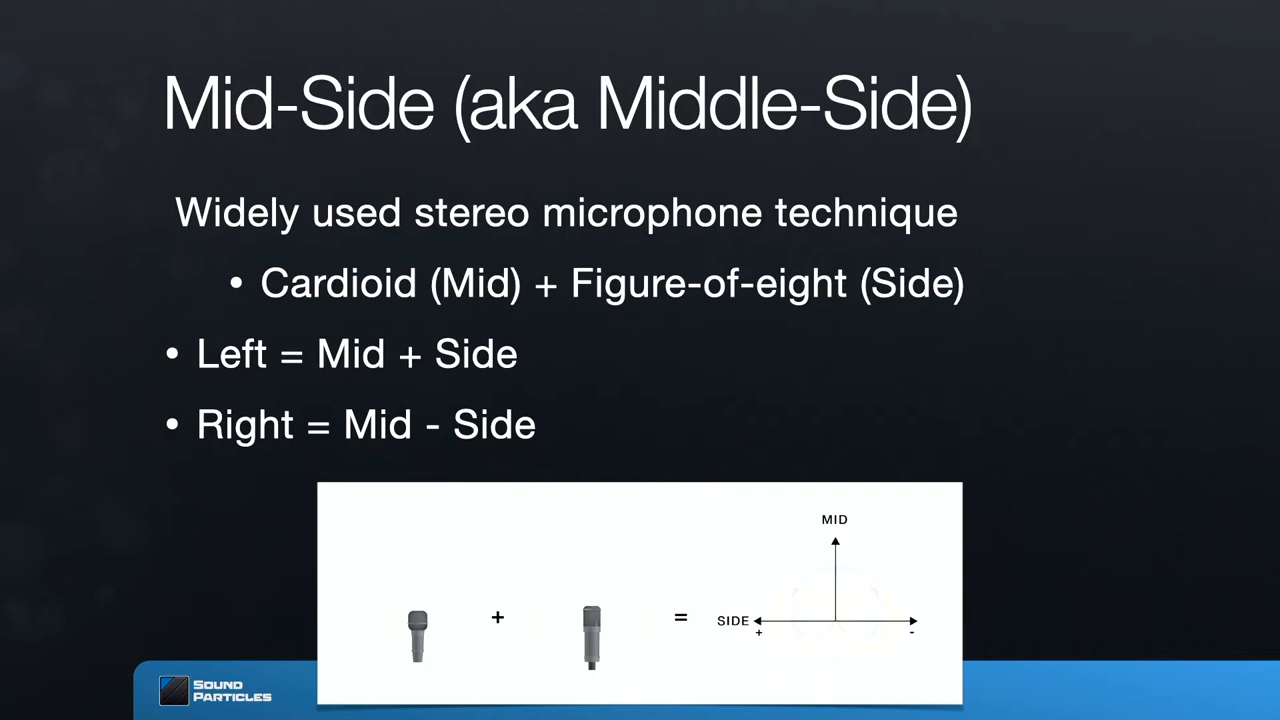 Mid-Side (aka Middle-Side)
Widely used stereo microphone technique
• Cardioid (Mid) + Figure-of-eight (Side)
• Left = Mid + Side
• Right = Mid - Side
MID
+ =
SIDE
+ -
SOUND
PARTICLES